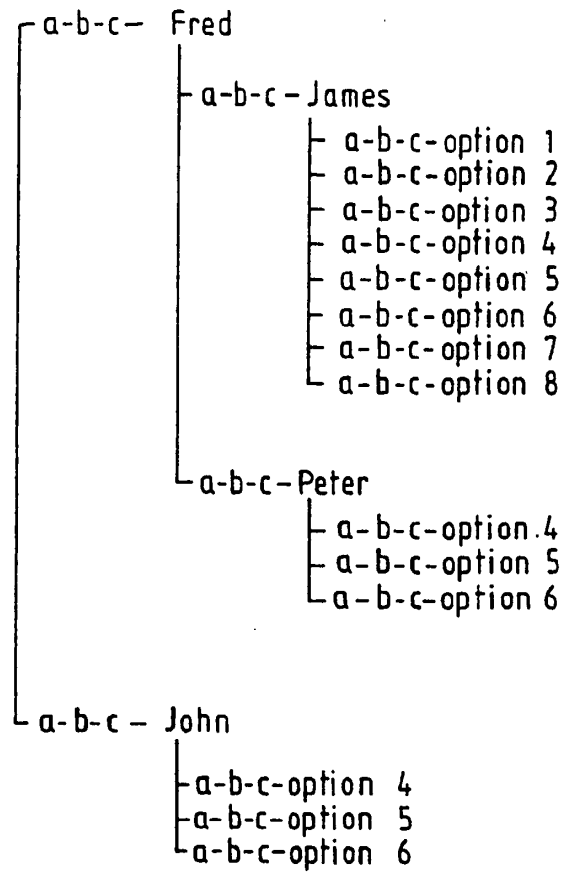 a-b-c- Fred
a-b-c-James
a-b-c-option 1
a-b-c-option 2
a-b-c-option 3
a-b-c-option 4
a-b-c-option 5
a-b-c-option 6
a-b-c-option 7
a-b-c-option 8
a-b-c-Peter
a-b-c-option 4
a-b-c-option 5
a-b-c-option 6
a-b-c- John
a-b-c-option 4
a-b-c-option 5
a-b-c-option 6